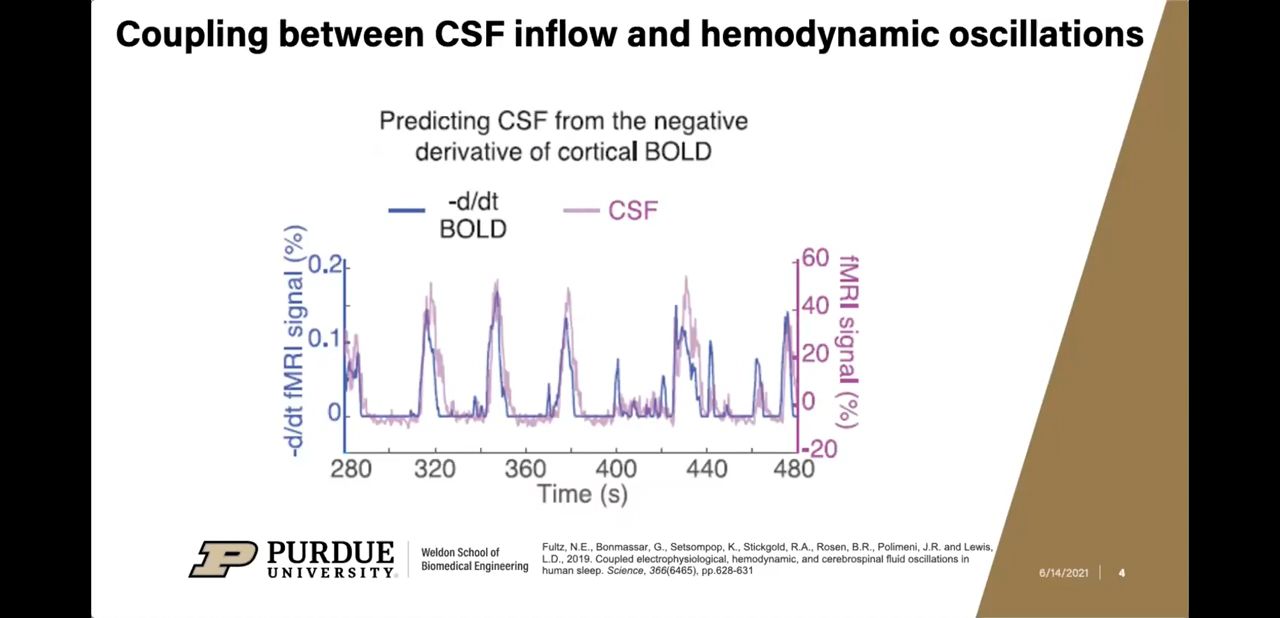 Coupling between CSF inflow and hemodynamic oscillations
Predicting CSF from the negative
derivative of cortical BOLD
-d/dt
BOLD
CSF
-d/dt fMRI signal (%)
0.2
0.1
0
60
40
20
0
-20
fMRI signal (%)
280 320 360 400 440 480
Time (s)
P
PURDUE
UNIVERSITY®
Weldon School of
Biomedical Engineering
Fultz, N.E., Bonmassar, G., Setsompop, K., Stickgold, R.A., Rosen, B.R., Polimeni, J.R. and Lewis,
L.D., 2019. Coupled electrophysiological, hemodynamic, and cerebrospinal fluid oscillations in
human sleep. Science, 366(6465), pp.628-631
6/14/2021 | 4